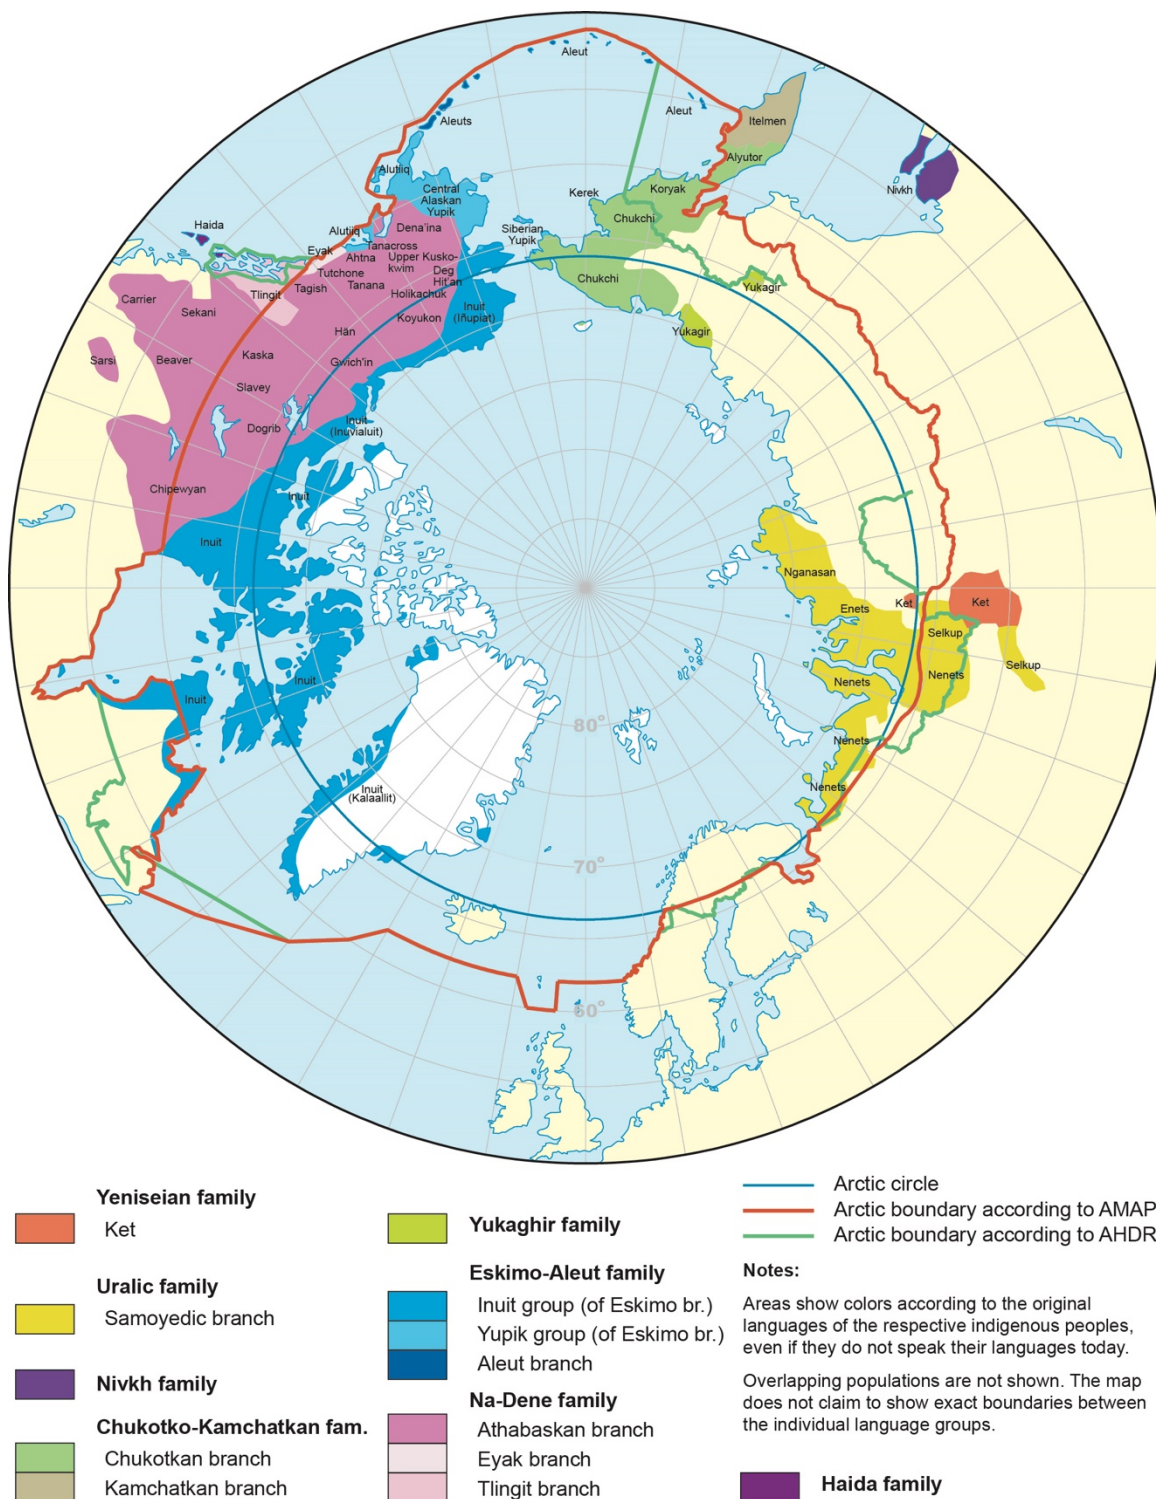 Aleut
Aleut
Aleuts
Itelmen
Alyutor
Nivkh
Alutiiq
Central
Alaskan
Yupik
Kerek
Koryak
Chukchi
Siberian
Yupik
Haida
Dena'ina
Alutiiq
Eyak
Tanacross
Ahtna
Upper Kusko-
kwim
Deg
Hit'an
Tutchone
Tanana
Tagish
Holikachuk
Tlingit
Carrier
Sekani
Koyukon
Inuit
(Iñupiat)
Chukchi
Yukagir
Yukagir
Hän
Sarsi
Beaver
Kaska
Gwich'in
Slavey
Dogrib
Inuit
(Inuvialuit)
Chipewyan
Inuit
Inuit
Nganasan
Enets
Ket
Ket
Selkup
Selkup
Nenets
Nenets
Inuit
Inuit
Nenets
Nenets
Inuit
(Kalaallit)
80°
70°
60°
Yeniseian family
Ket
Uralic family
Samoyedic branch
Nivkh family
Chukotko-Kamchatkan fam.
Chukotkan branch
Kamchatkan branch
Yukaghir family
Eskimo-Aleut family
Inuit group (of Eskimo br.)
Yupik group (of Eskimo br.)
Aleut branch
Na-Dene family
Athabaskan branch
Eyak branch
Tlingit branch
Arctic circle
Arctic boundary according to AMAP
Arctic boundary according to AHDR
Notes:
Areas show colors according to the original
languages of the respective indigenous peoples,
even if they do not speak their languages today.
Overlapping populations are not shown. The map
does not claim to show exact boundaries between
the individual language groups.
Haida family